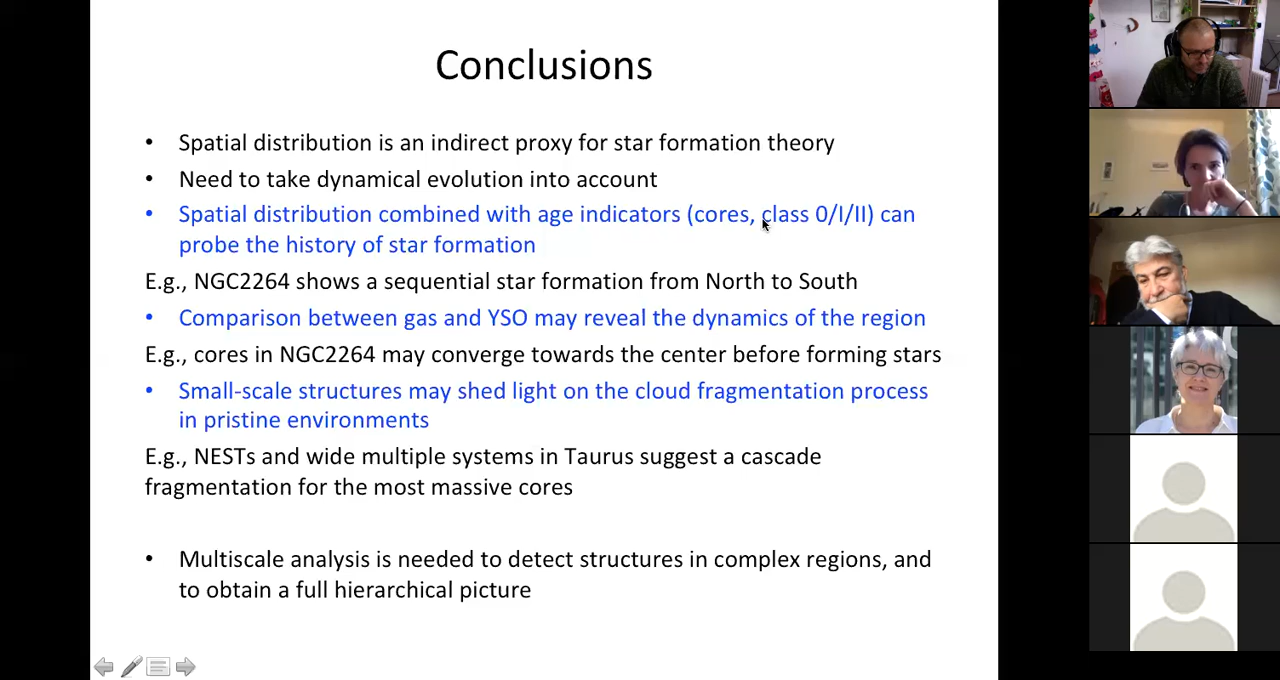 Conclusions
• Spatial distribution is an indirect proxy for star formation theory
• Need to take dynamical evolution into account
• Spatial distribution combined with age indicators (cores, class 0/I/II) can
probe the history of star formation
E.g., NGC2264 shows a sequential star formation from North to South
• Comparison between gas and YSO may reveal the dynamics of the region
E.g., cores in NGC2264 may converge towards the center before forming stars
• Small-scale structures may shed light on the cloud fragmentation process
in pristine environments
E.g., NESTs and wide multiple systems in Taurus suggest a cascade
fragmentation for the most massive cores
• Multiscale analysis is needed to detect structures in complex regions, and
to obtain a full hierarchical picture